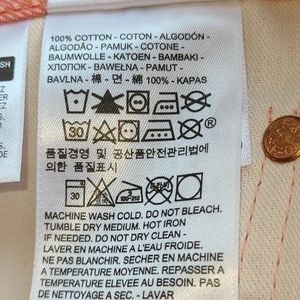 100% COTTON - COTON - ALGODÓN -
ALGODÃO - PAMUK - COTONE -
BAUMWOLLE - KATOEN - BAMBAKI -
ХЛОПОК - BAWEŁNA - PAMUT -
BAVLNA - 棉 - 면 - 綿 - 100% - KAPAS
30
품질경영 및 공산품안전관리법에
의한 품질표시
30
MACHINE WASH COLD. DO NOT BLEACH.
TUMBLE DRY MEDIUM. HOT IRON
IF NEEDED. DO NOT DRY CLEAN. -
LAVER EN MACHINE À L'EAU FROIDE.
NE PAS BLANCHIR. SÉCHER EN MACHINE
À TEMPERATURE MOYENNE. REPASSER À
TEMPERATURE ELEVEE AU BESOIN.
PAS NETTOYER À SEC. - LAVAR